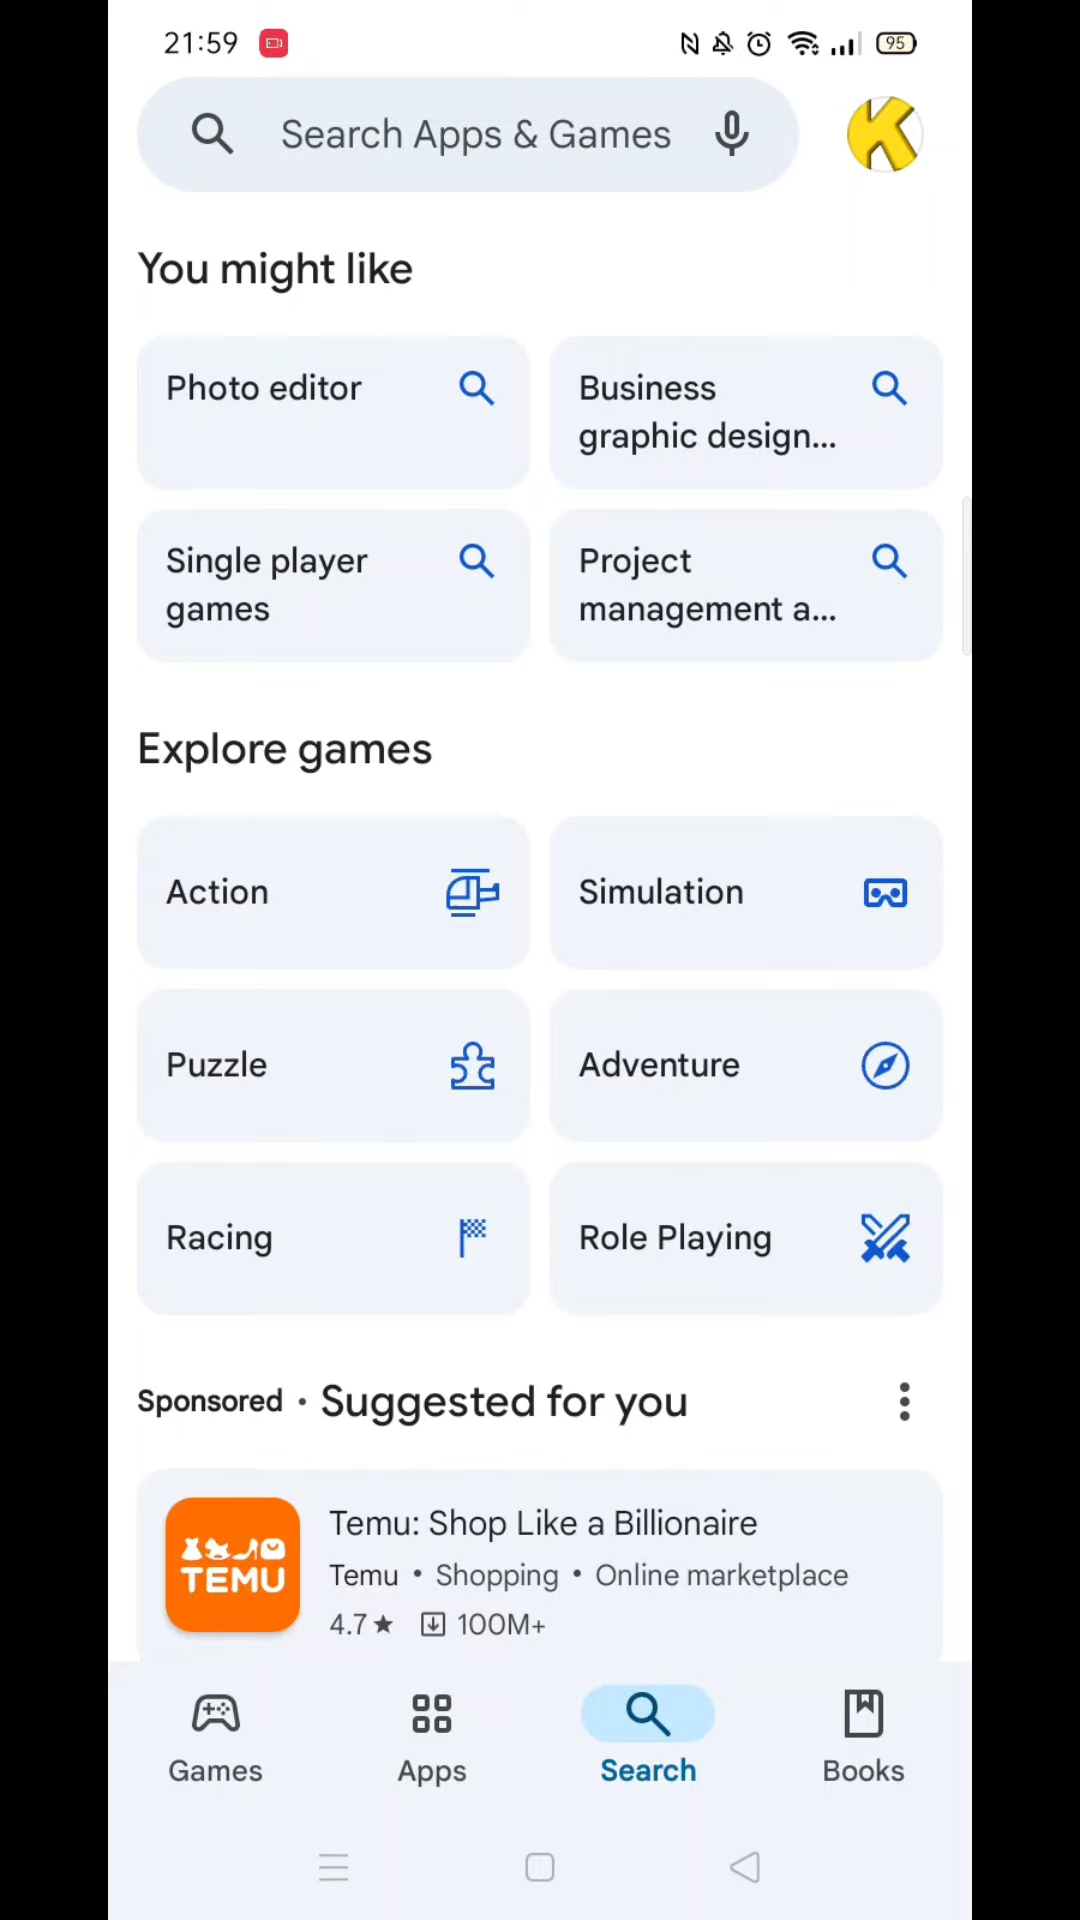 21:59
95
Search Apps & Games
You might like
Photo editor
Business
graphic design...
Single player
games
Project
management a...
Explore games
Action
Simulation
Puzzle
Adventure
Racing
Role Playing
Sponsored • Suggested for you
TEMU
Temu: Shop Like a Billionaire
Temu • Shopping • Online marketplace
4.7★ 100M+
Games
Apps
Search
Books